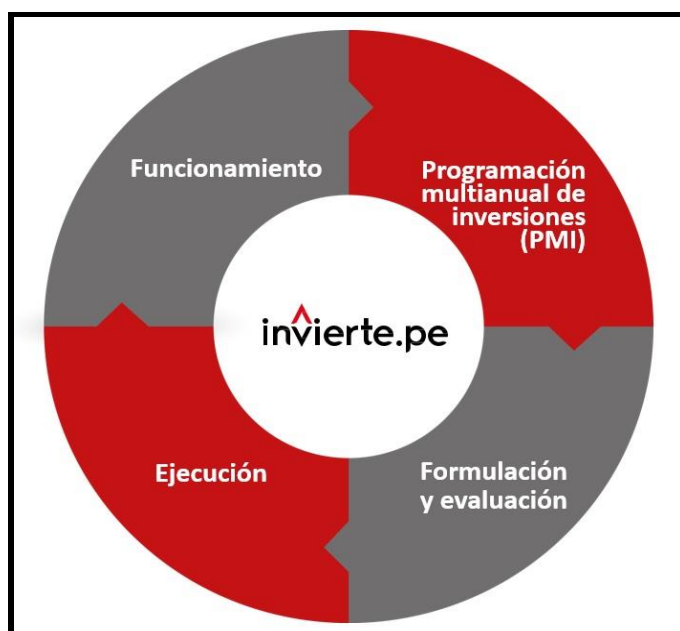 Funcionamiento
Programación
multianual de
inversiones
(PMI)
invierte.pe
Ejecución
Formulación
y evaluación